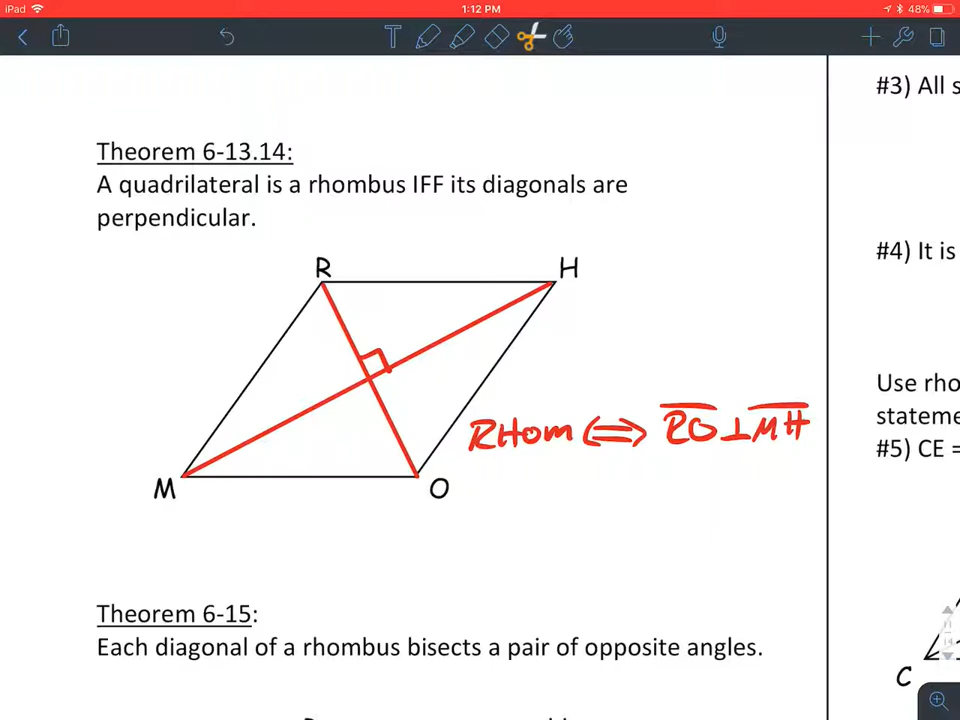 iPad 1:12 PM 48%
T
Theorem 6-13.14:
A quadrilateral is a rhombus IFF its diagonals are
perpendicular.
R H
M O
RHom ⟺ RO ⊥ MH
Theorem 6-15:
Each diagonal of a rhombus bisects a pair of opposite angles.
#3) All s
#4) It is
Use rho
stateme
#5) CE =
C